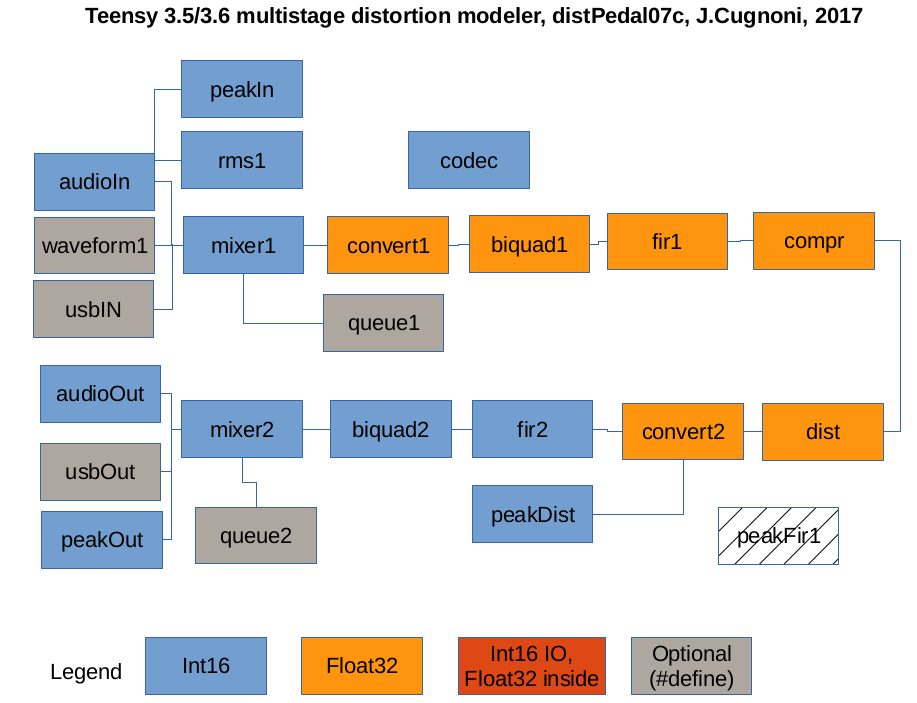 Teensy 3.5/3.6 multistage distortion modeler, distPedal07c, J.Cugnoni, 2017
peakIn
rms1
codec
audioIn
waveform1
mixer1
convert1
biquad1
fir1
compr
usbIN
queue1
audioOut
mixer2
biquad2
fir2
convert2
dist
usbOut
peakDist
peakOut
queue2
peakFir1
Legend
Int16
Float32
Int16 IO,
Float32 inside
Optional
(#define)